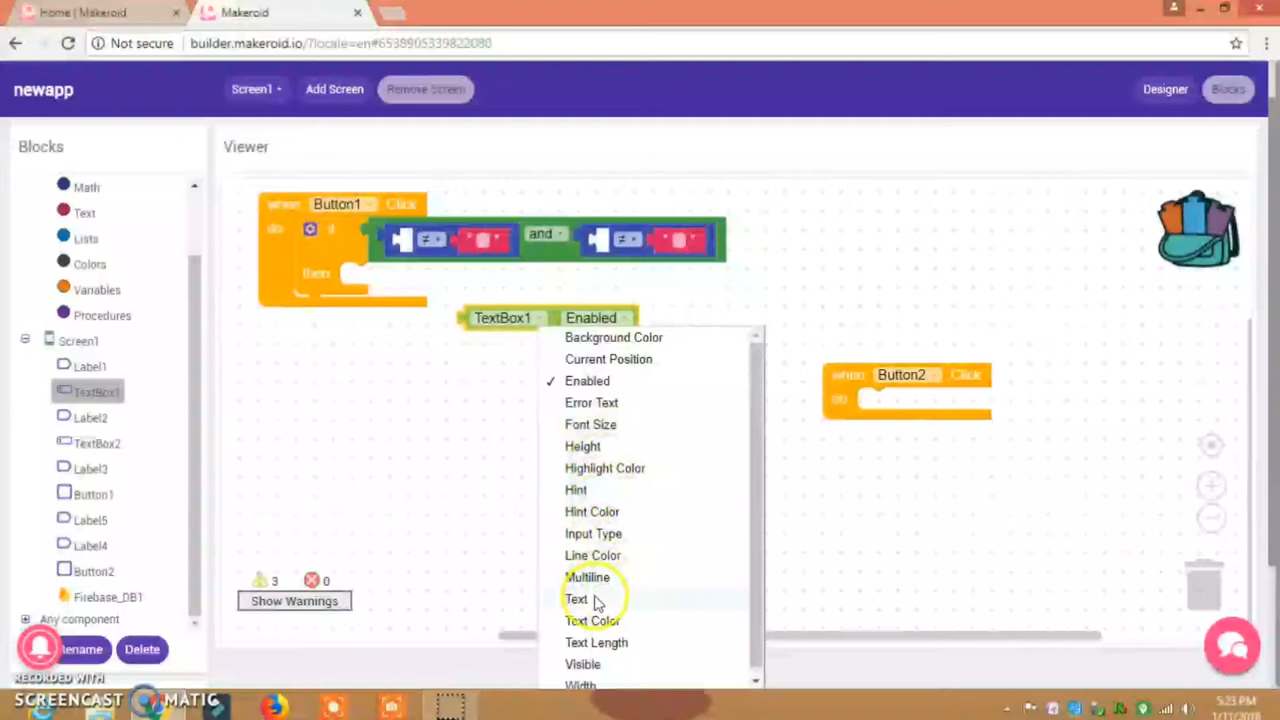 Home | Makeroid
Makeroid
Not secure
builder.makeroid.io/?locale=en#6538905339822080
newapp
Screen1
Add Screen
Remove Screen
Designer
Blocks
Blocks
Viewer
Math
Text
Lists
Colors
Variables
Procedures
Screen1
Label1
TextBox1
Label2
TextBox2
Label3
Button1
Label5
Label4
Button2
Firebase_DB1
Any component
ename
Delete
when Button1 Click
do if ≠ " " and ≠ " "
then
TextBox1 Enabled
Background Color
Current Position
✓ Enabled
Error Text
Font Size
Height
Highlight Color
Hint
Hint Color
Input Type
Line Color
Multiline
Text
Text Color
Text Length
Visible
Width
when Button2 Click
do
3
0
Show Warnings
RECORDED WITH
SCREENCAST MATIC
5:23 PM
1/11/2018